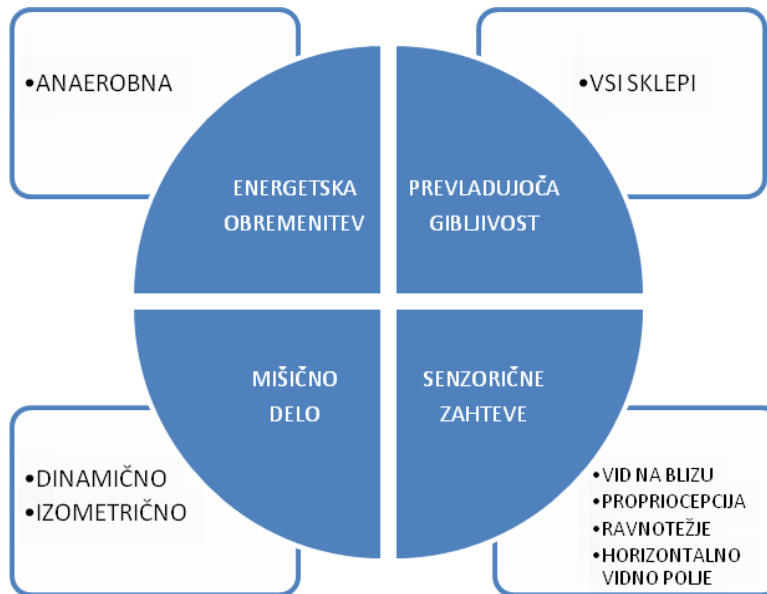 •ANAEROBNA
•VSI SKLEPI
ENERGETSKA
OBREMENITEV
PREVLADUJOČA
GIBLJIVOST
MIŠIČNO
DELO
SENZORIČNE
ZAHTEVE
•DINAMIČNO
•IZOMETRIČNO
•VID NA BLIZU
•PROPRIOCEPCIJA
•RAVNOTEŽJE
•HORIZONTALNO
VIDNO POLJE